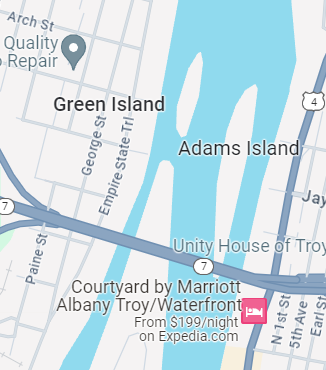 Arch St
Quality
o Repair
4
Green Island
George St
Empire State Trl
Adams Island
Jay
7
Unity House of Troy
7
Paine St
Courtyard by Marriott
Albany Troy/Waterfront
From $199/night
on Expedia.com
N 1st St
5th Ave
Earl St